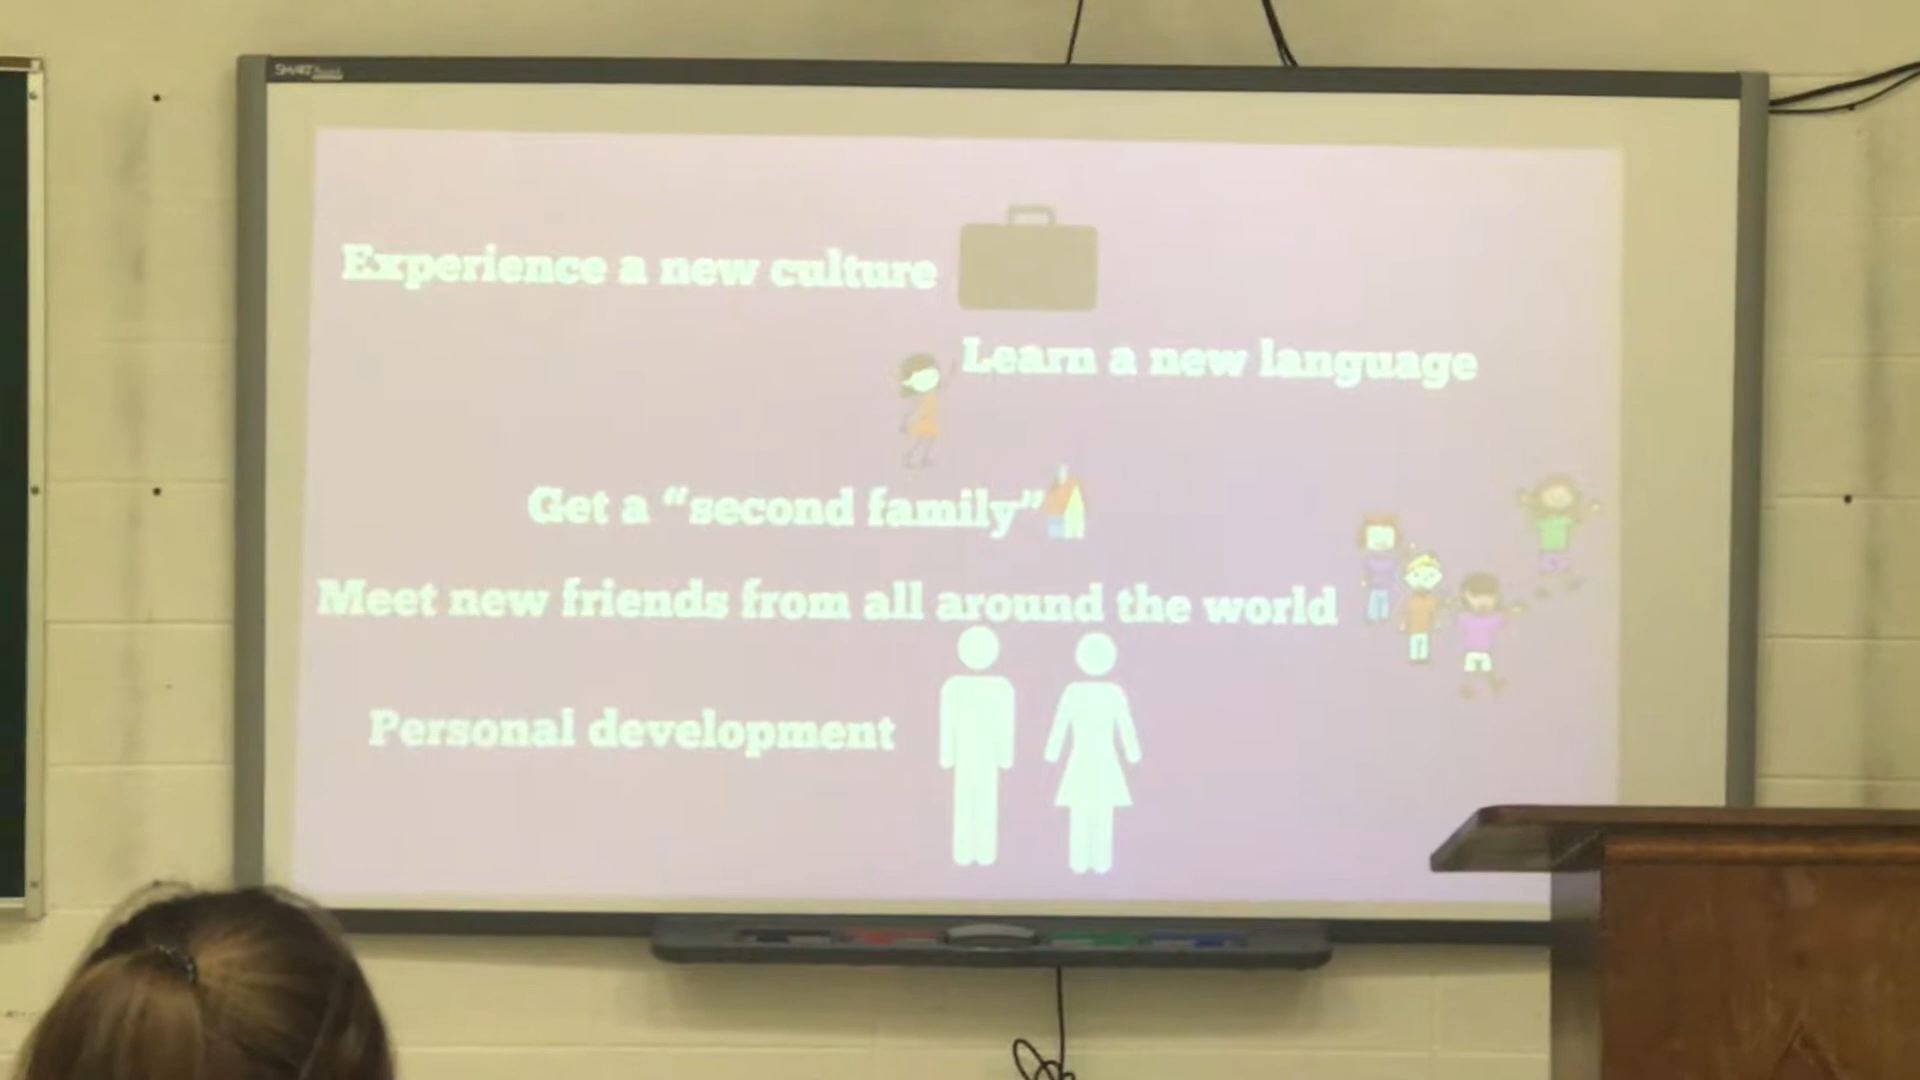 SMART
Experience a new culture
Learn a new language
Get a “second family”
Meet new friends from all around the world
Personal development